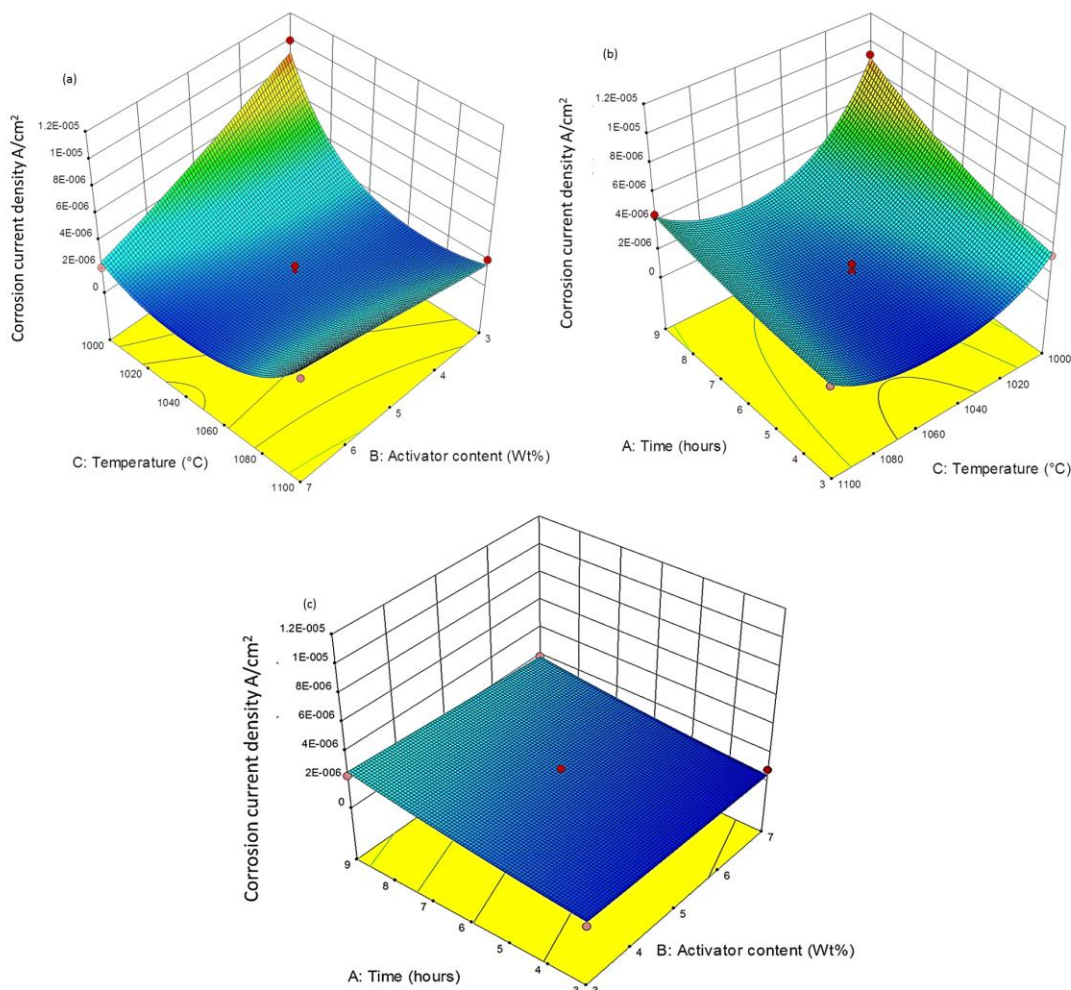 (a)
Corrosion current density A/cm²
1.2E-005
1E-005
8E-006
6E-006
4E-006
2E-006
0
1000
1020
1040
1060
1080
1100
C: Temperature (°C)
3
4
5
6
7
B: Activator content (Wt%)
(b)
Corrosion current density A/cm²
1.2E-005
1E-005
8E-006
6E-006
4E-006
2E-006
0
9
8
7
6
5
4
3
A: Time (hours)
1000
1020
1040
1060
1080
1100
C: Temperature (°C)
(c)
Corrosion current density A/cm²
1.2E-005
1E-005
8E-006
6E-006
4E-006
2E-006
0
9
8
7
6
5
4
3
A: Time (hours)
7
6
5
4
3
B: Activator content (Wt%)